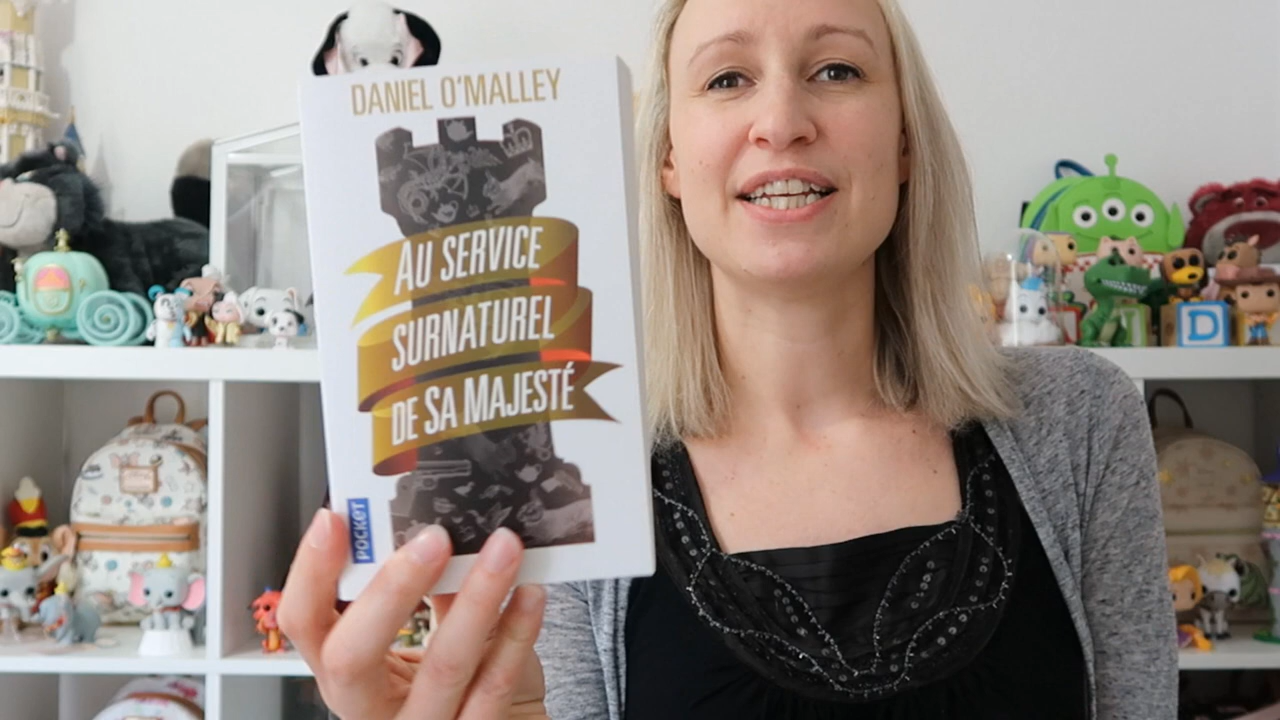 DANIEL O'MALLEY
AU SERVICE
SURNATUREL
DE SA MAJESTÉ
POCKET
D